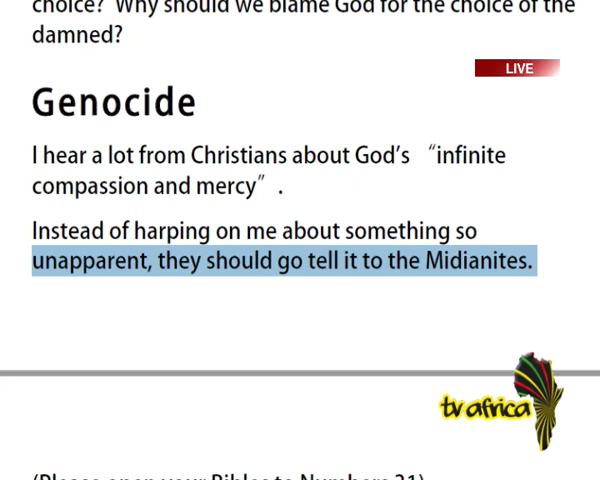 choice? Why should we blame God for the choice of the
damned?
LIVE
Genocide
I hear a lot from Christians about God's “infinite
compassion and mercy” .
Instead of harping on me about something so
unapparent, they should go tell it to the Midianites.
tv africa
(Please open your Bibles to Numbers 31)